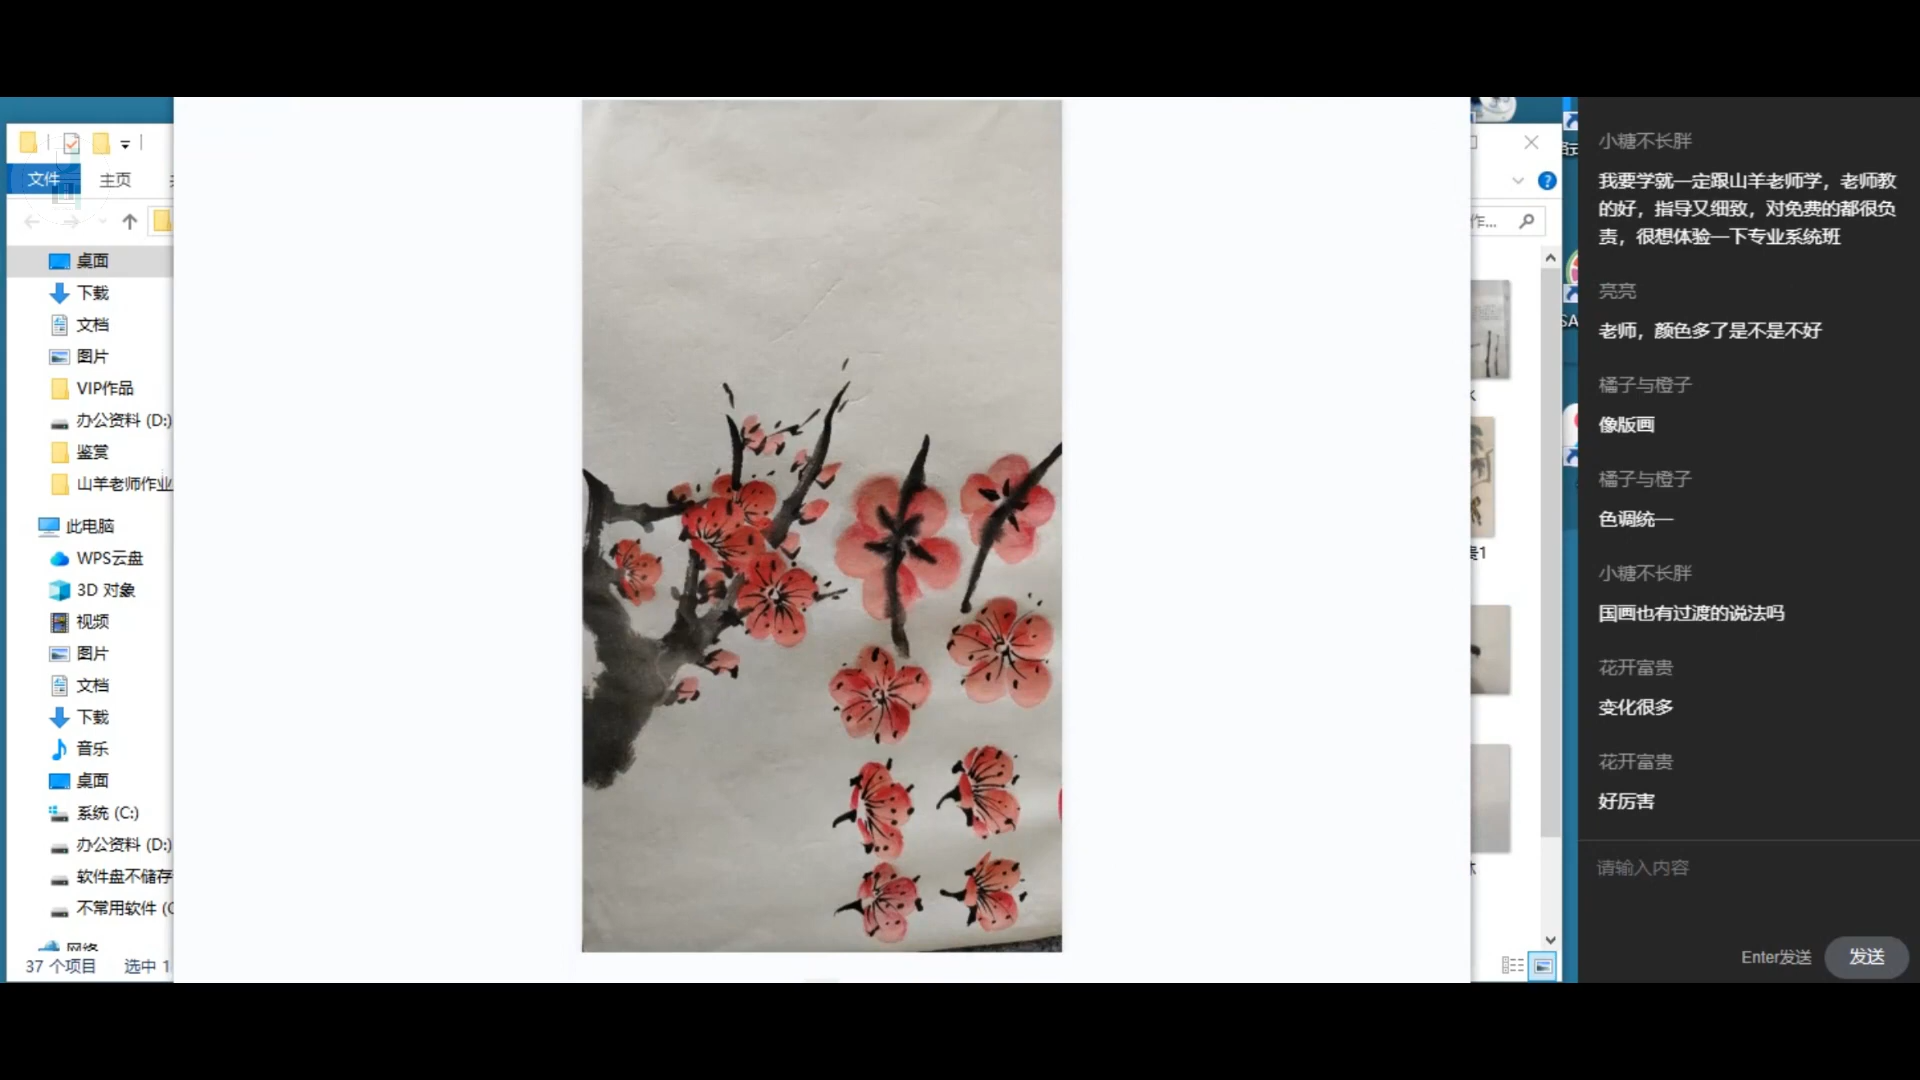 文件
主页
桌面
下载
文档
图片
VIP作品
办公资料 (D:)
鉴赏
山羊老师作业
此电脑
WPS云盘
3D 对象
视频
图片
文档
下载
音乐
桌面
系统 (C:)
办公资料 (D:)
软件盘不储存
不常用软件 (
网络
37 个项目 选中 1
作...
贵1
SA
小糖不长胖
我要学就一定跟山羊老师学，老师教
的好，指导又细致，对免费的都很负
责，很想体验一下专业系统班
亮亮
老师，颜色多了是不是不好
橘子与橙子
像版画
橘子与橙子
色调统一
小糖不长胖
国画也有过渡的说法吗
花开富贵
变化很多
花开富贵
好厉害
请输入内容
Enter发送 发送